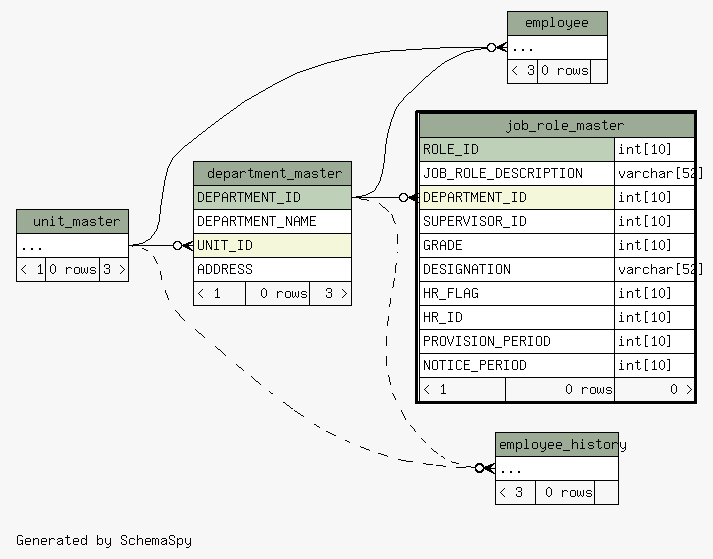 employee
...
< 3 0 rows
job_role_master
ROLE_ID int[10]
JOB_ROLE_DESCRIPTION varchar[52]
DEPARTMENT_ID int[10]
SUPERVISOR_ID int[10]
GRADE int[10]
DESIGNATION varchar[52]
HR_FLAG int[10]
HR_ID int[10]
PROVISION_PERIOD int[10]
NOTICE_PERIOD int[10]
< 1 0 rows 0 >
department_master
DEPARTMENT_ID
DEPARTMENT_NAME
UNIT_ID
ADDRESS
< 1 0 rows 3 >
unit_master
...
< 1 0 rows 3 >
employee_history
...
< 3 0 rows
Generated by SchemaSpy